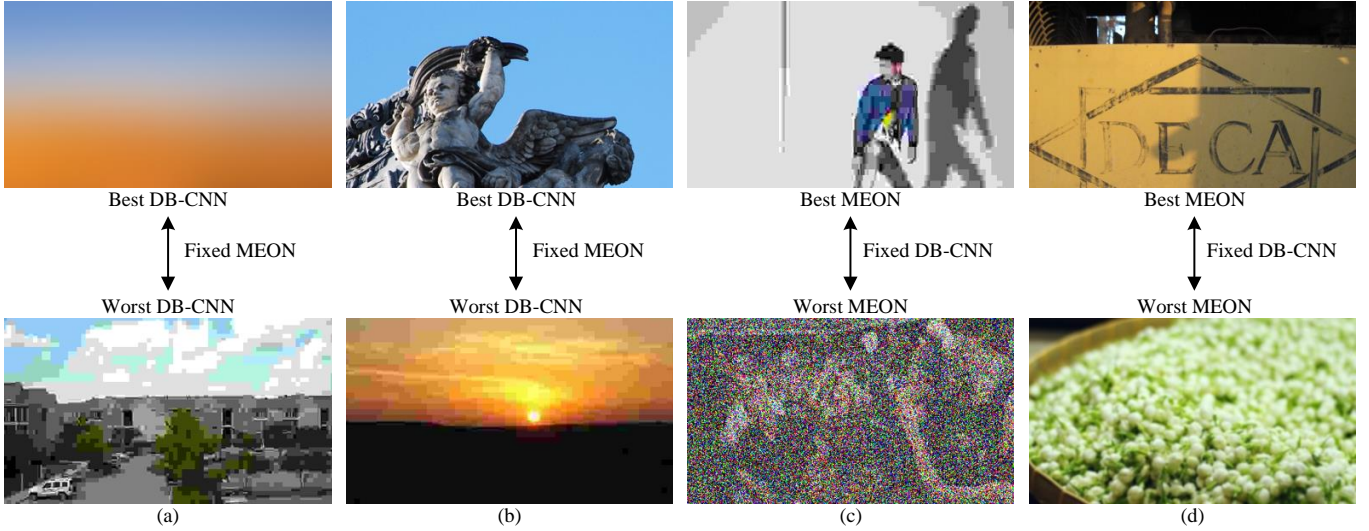 DECA
Best DB-CNN
Best DB-CNN
Best MEON
Best MEON
Fixed MEON
Fixed MEON
Fixed DB-CNN
Fixed DB-CNN
Worst DB-CNN
Worst DB-CNN
Worst MEON
Worst MEON
(a)
(b)
(c)
(d)